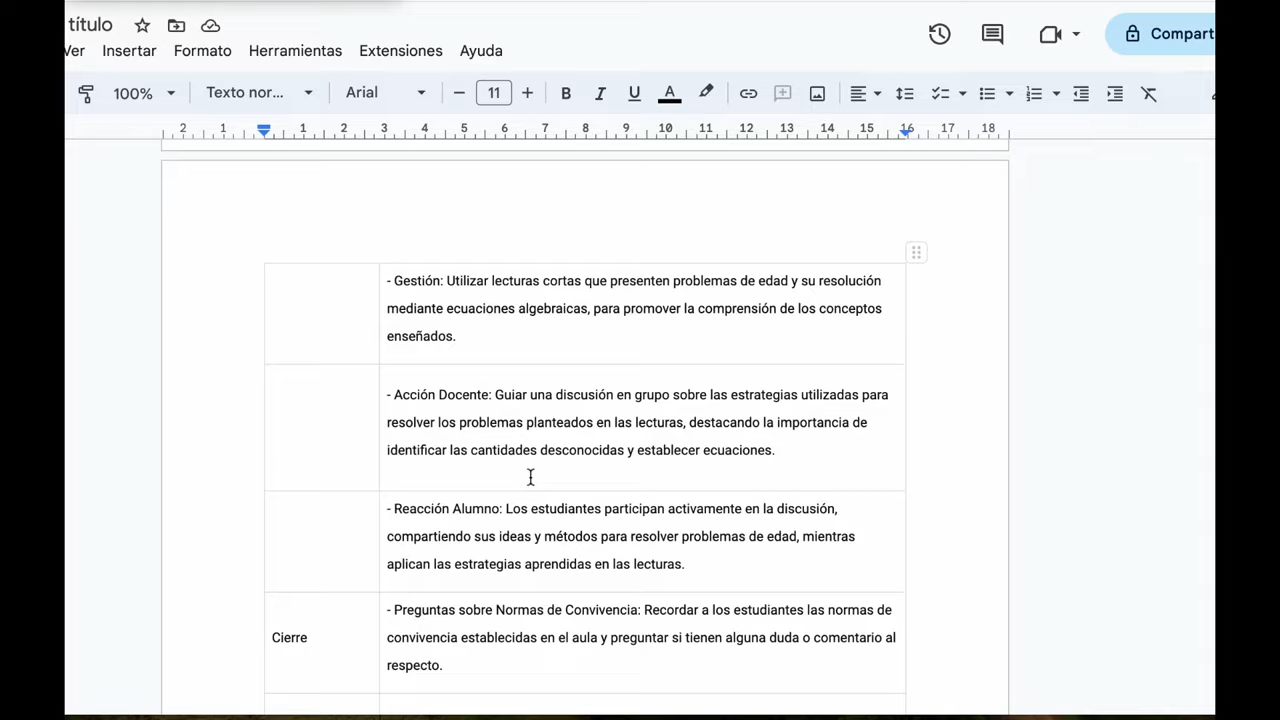 título
Ver Insertar Formato Herramientas Extensiones Ayuda
Compart
100% Texto nor... Arial 11 B I U A
2 1 1 2 3 4 5 6 7 8 9 10 11 12 13 14 15 16 17 18
- Gestión: Utilizar lecturas cortas que presenten problemas de edad y su resolución
mediante ecuaciones algebraicas, para promover la comprensión de los conceptos
enseñados.
- Acción Docente: Guiar una discusión en grupo sobre las estrategias utilizadas para
resolver los problemas planteados en las lecturas, destacando la importancia de
identificar las cantidades desconocidas y establecer ecuaciones.
- Reacción Alumno: Los estudiantes participan activamente en la discusión,
compartiendo sus ideas y métodos para resolver problemas de edad, mientras
aplican las estrategias aprendidas en las lecturas.
Cierre
- Preguntas sobre Normas de Convivencia: Recordar a los estudiantes las normas de
convivencia establecidas en el aula y preguntar si tienen alguna duda o comentario al
respecto.